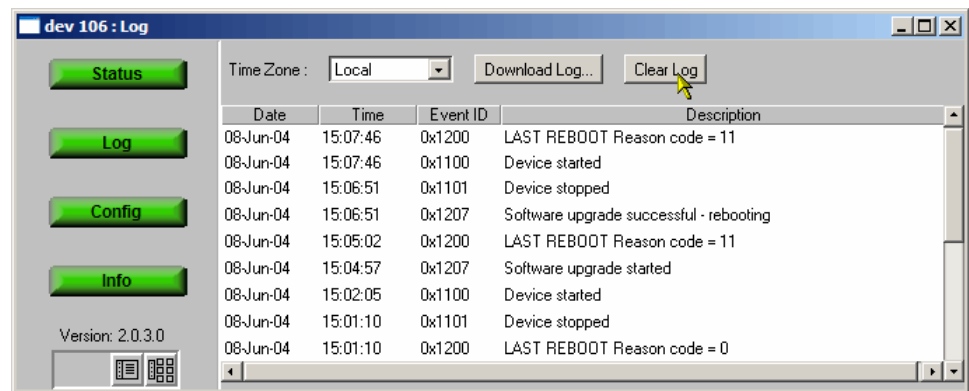 dev 106 : Log
Status
Log
Config
Info
Version: 2.0.3.0
Time Zone : Local Download Log... Clear Log
Date Time Event ID Description
08-Jun-04 15:07:46 0x1200 LAST REBOOT Reason code = 11
08-Jun-04 15:07:46 0x1100 Device started
08-Jun-04 15:06:51 0x1101 Device stopped
08-Jun-04 15:06:51 0x1207 Software upgrade successful - rebooting
08-Jun-04 15:05:02 0x1200 LAST REBOOT Reason code = 11
08-Jun-04 15:04:57 0x1207 Software upgrade started
08-Jun-04 15:02:05 0x1100 Device started
08-Jun-04 15:01:10 0x1101 Device stopped
08-Jun-04 15:01:10 0x1200 LAST REBOOT Reason code = 0